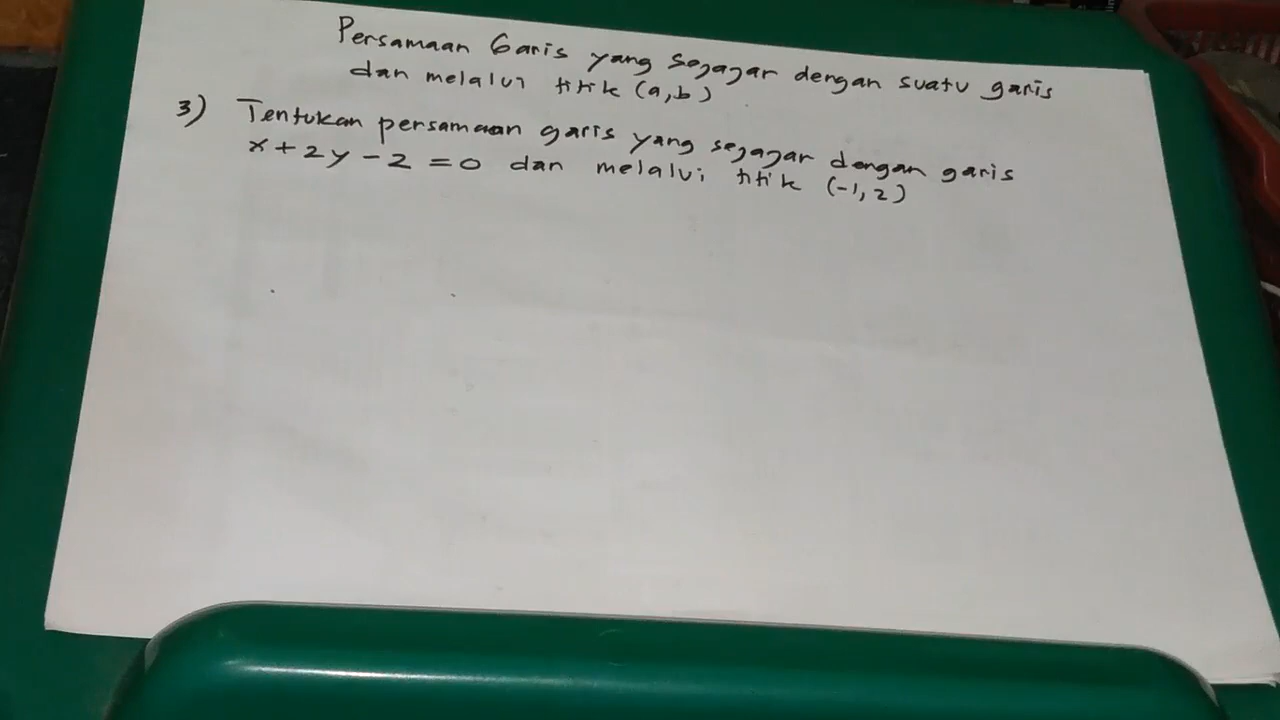 Persamaan Garis yang sejajar dengan suatu garis
dan melalui titik (a,b)
3) Tentukan persamaan garis yang sejajar dengan garis
x + 2y - 2 = 0 dan melalui titik (-1,2)